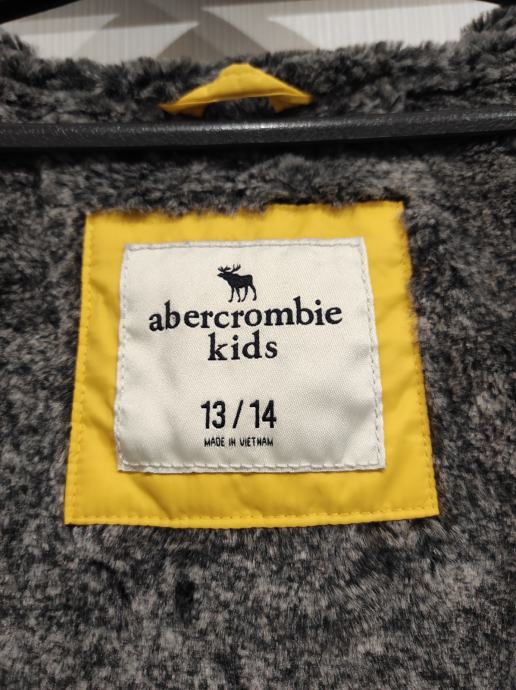 abercrombie
kids
13/14
MADE IN VIETNAM